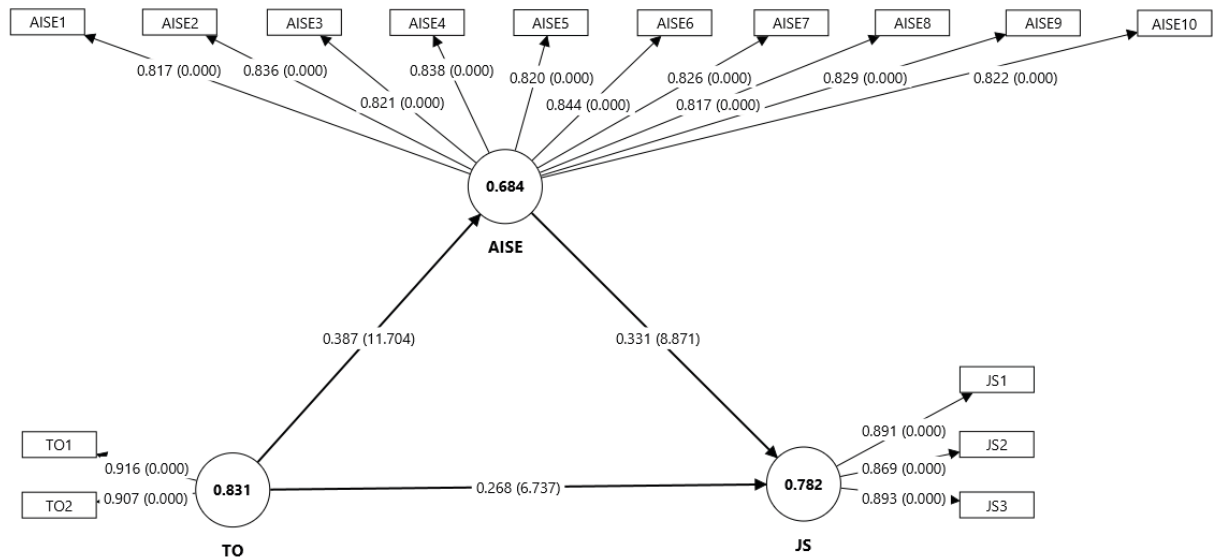 AISE1 AISE2 AISE3 AISE4 AISE5 AISE6 AISE7 AISE8 AISE9 AISE10
0.817 (0.000) 0.836 (0.000) 0.838 (0.000) 0.820 (0.000) 0.826 (0.000) 0.829 (0.000)
0.822 (0.000)
0.821 (0.000) 0.844 (0.000) 0.817 (0.000)
0.684
AISE
0.387 (11.704) 0.331 (8.871)
JS1
0.891 (0.000)
TO1 JS2
0.916 (0.000) 0.869 (0.000)
0.831 0.268 (6.737) 0.782
TO2 0.907 (0.000) 0.893 (0.000) JS3
TO JS